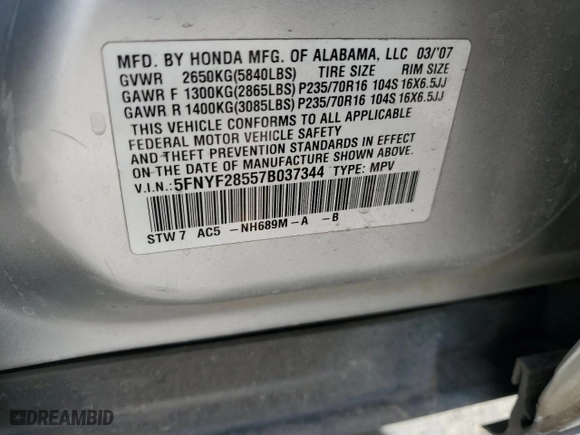 MFD. BY HONDA MFG. OF ALABAMA, LLC 03/'07
GVWR 2650KG(5840LBS) TIRE SIZE RIM SIZE
GAWR F 1300KG(2865LBS) P235/70R16 104S 16X6.5JJ
GAWR R 1400KG(3085LBS) P235/70R16 104S 16X6.5JJ
THIS VEHICLE CONFORMS TO ALL APPLICABLE
FEDERAL MOTOR VEHICLE SAFETY
AND THEFT PREVENTION STANDARDS IN EFFECT
ON THE DATE OF MANUFACTURE SHOWN ABOVE.
V.I.N.: 5FNYF28557B037344 TYPE: MPV
STW 7 AC5 -NH689M-A -B
DREAMBID